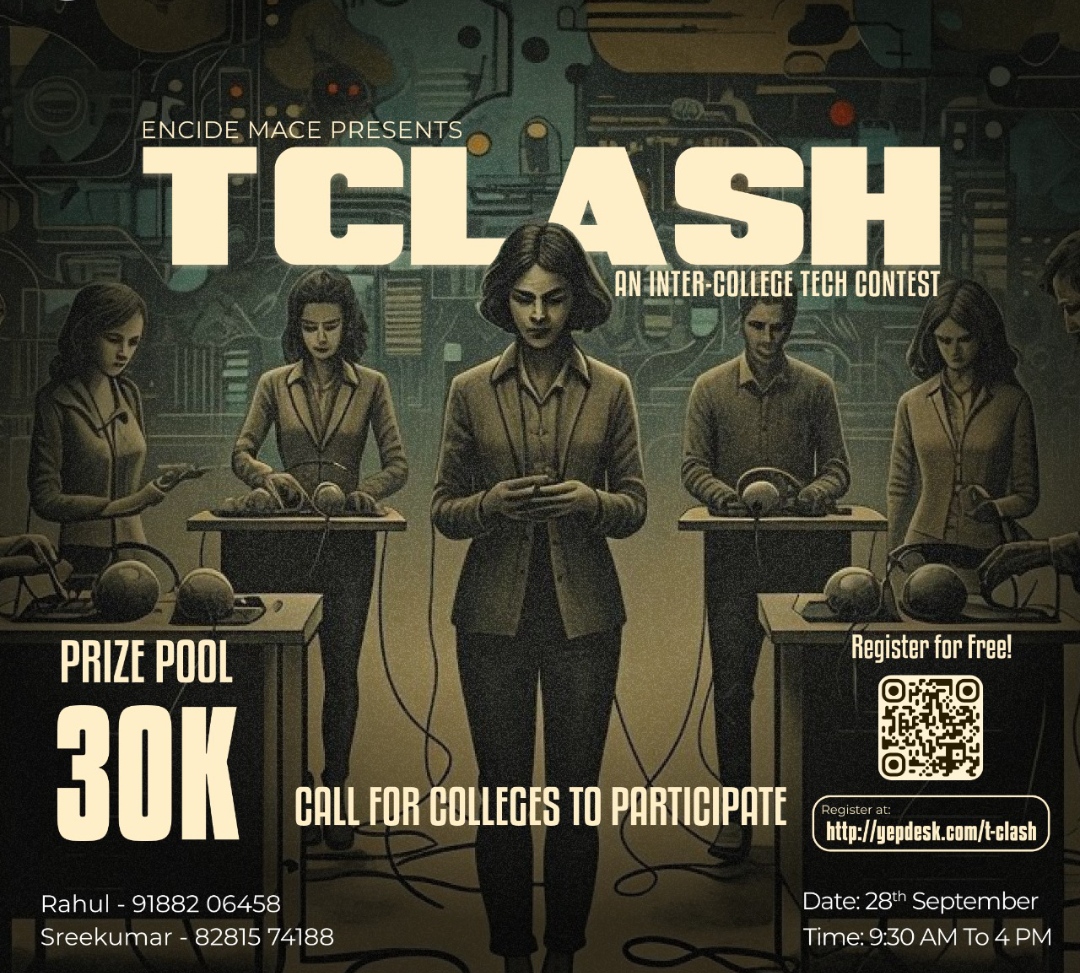 ENCIDE MACE PRESENTS
TCLASH
AN INTER-COLLEGE TECH CONTEST
PRIZE POOL
30K
CALL FOR COLLEGES TO PARTICIPATE
Register for Free!
Register at:
http://yepdesk.com/t-clash
Rahul - 91882 06458
Sreekumar - 82815 74188
Date: 28th September
Time: 9:30 AM To 4 PM